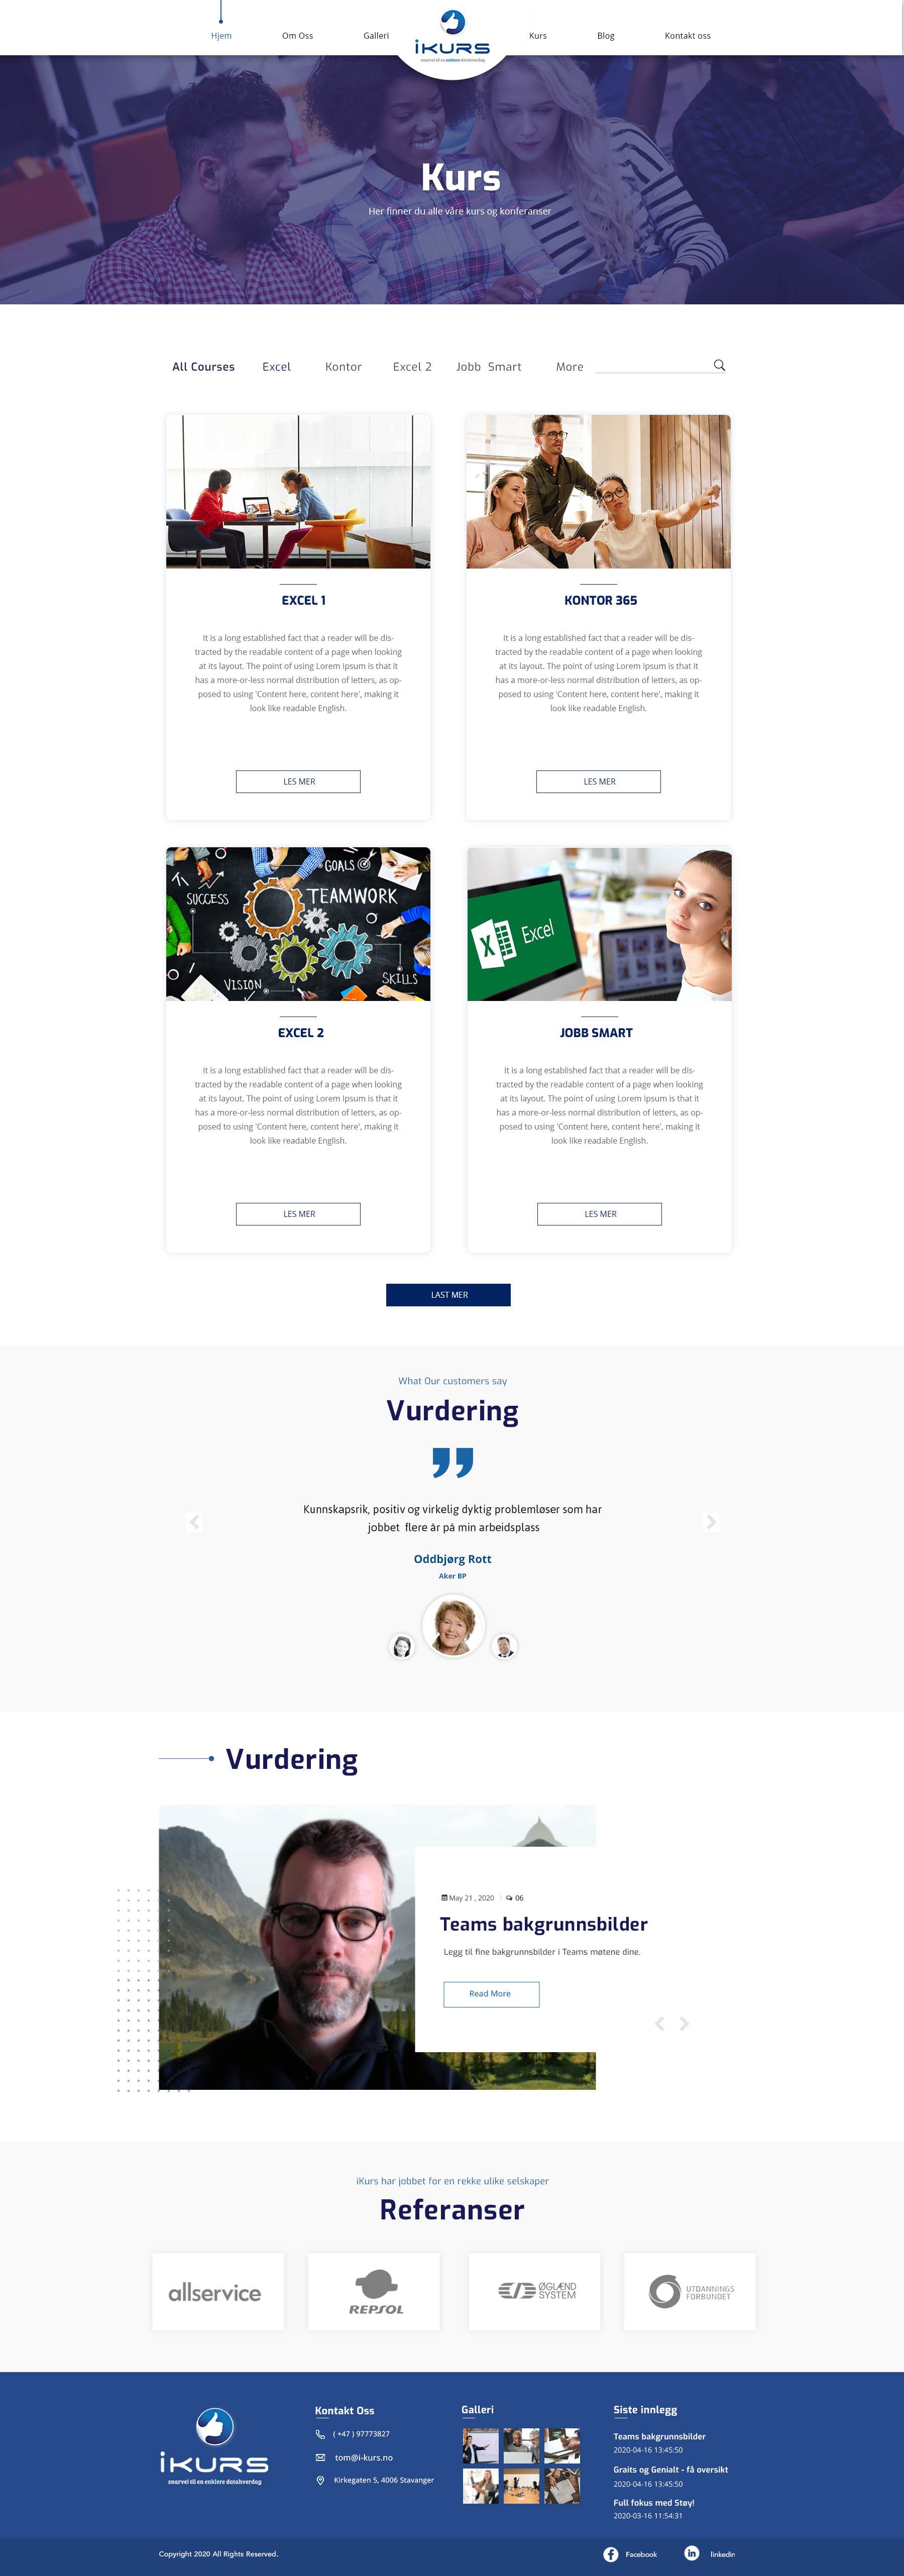 Hjem
Om Oss
Galleri
iKURS
snarvei til en enklere datahverdag
Kurs
Blog
Kontakt oss
Kurs
Her finner du alle våre kurs og konferanser
All Courses
Excel
Kontor
Excel 2
Jobb Smart
More
EXCEL 1
It is a long established fact that a reader will be dis-
tracted by the readable content of a page when looking
at its layout. The point of using Lorem Ipsum is that it
has a more-or-less normal distribution of letters, as op-
posed to using 'Content here, content here', making it
look like readable English.
LES MER
KONTOR 365
It is a long established fact that a reader will be dis-
tracted by the readable content of a page when looking
at its layout. The point of using Lorem Ipsum is that it
has a more-or-less normal distribution of letters, as op-
posed to using 'Content here, content here', making it
look like readable English.
LES MER
GOALS
SUCCESS
TEAMWORK
VISION
SKILLS
EXCEL 2
It is a long established fact that a reader will be dis-
tracted by the readable content of a page when looking
at its layout. The point of using Lorem Ipsum is that it
has a more-or-less normal distribution of letters, as op-
posed to using 'Content here, content here', making it
look like readable English.
LES MER
X
Excel
JOBB SMART
It is a long established fact that a reader will be dis-
tracted by the readable content of a page when looking
at its layout. The point of using Lorem Ipsum is that it
has a more-or-less normal distribution of letters, as op-
posed to using 'Content here, content here', making it
look like readable English.
LES MER
LAST MER
What Our customers say
Vurdering
Kunnskapsrik, positiv og virkelig dyktig problemløser som har
jobbet flere år på min arbeidsplass
Oddbjørg Rott
Aker BP
Vurdering
May 21 , 2020 | 06
Teams bakgrunnsbilder
Legg til fine bakgrunnsbilder i Teams møtene dine.
Read More
iKurs har jobbet for en rekke ulike selskaper
Referanser
allservice
REPSOL
ØGLÆND
SYSTEM
UTDANNINGS
FORBUNDET
iKURS
snarvei til en enklere datahverdag
Kontakt Oss
( +47 ) 97773827
tom@i-kurs.no
Kirkegaten 5, 4006 Stavanger
Galleri
Siste innlegg
Teams bakgrunnsbilder
2020-04-16 13:45:50
Graits og Genialt - få oversikt
2020-04-16 13:45:50
Full fokus med Støy!
2020-03-16 11:54:31
Copyright 2020 All Rights Reserved.
Facebook
linkedin